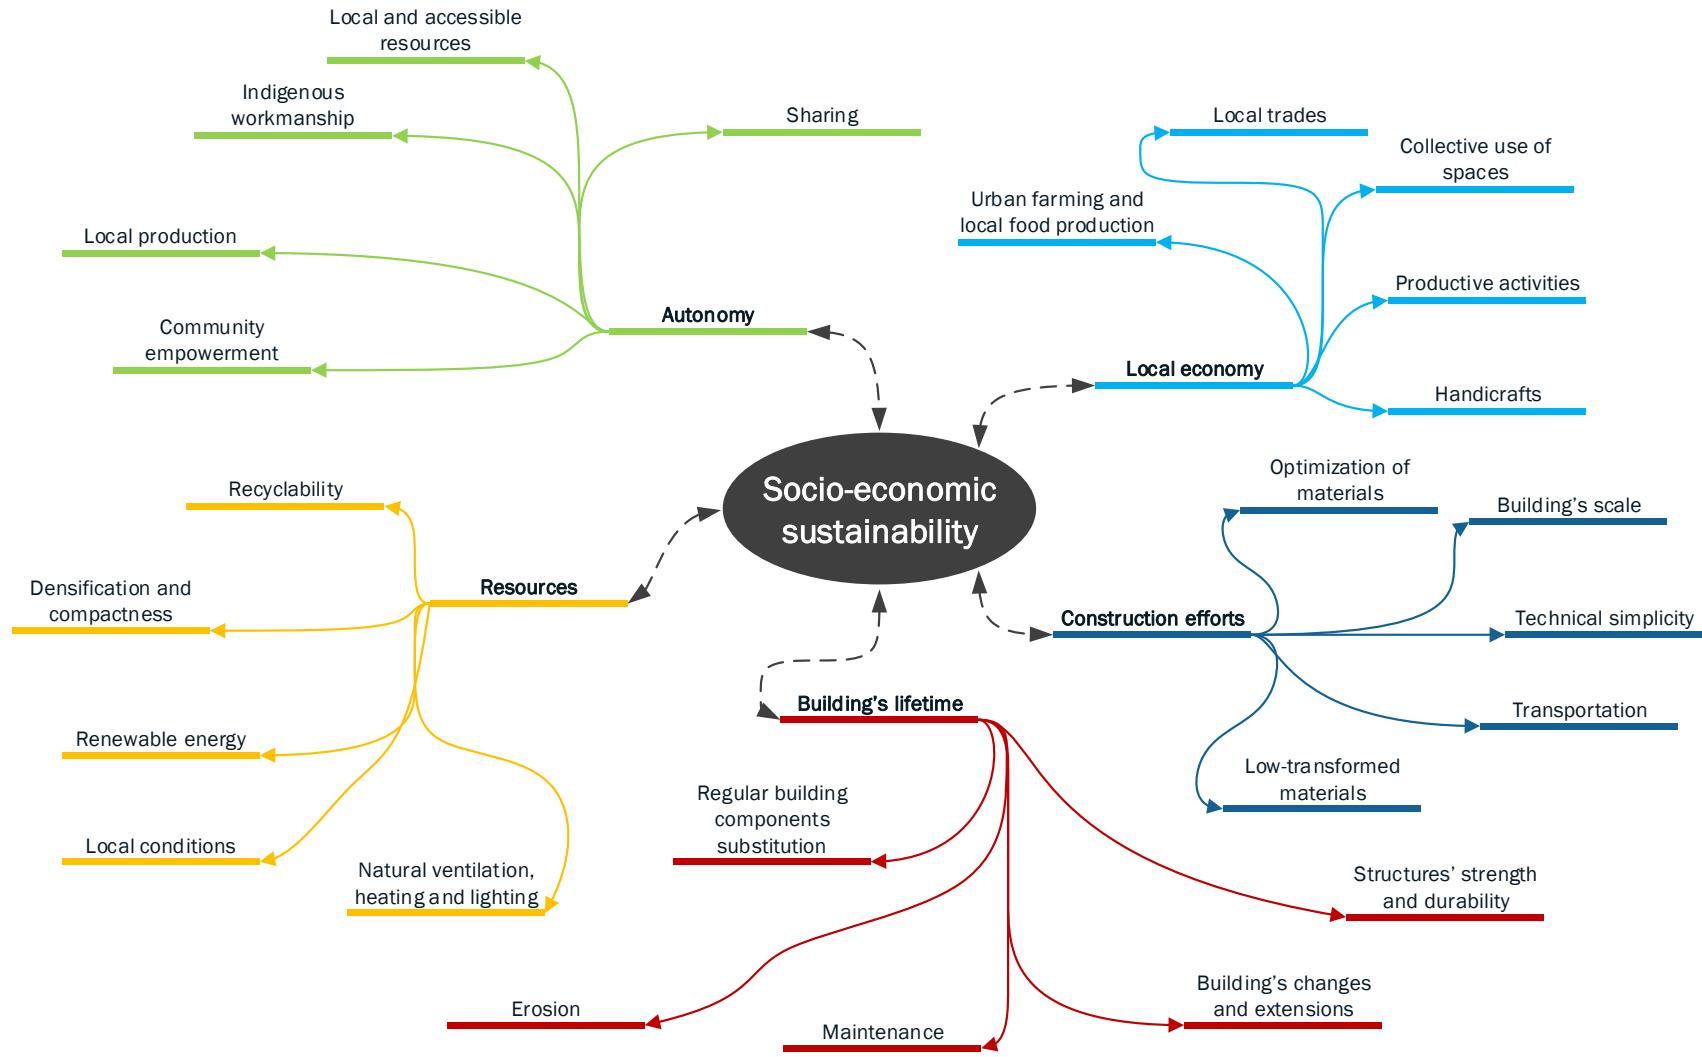 Local and accessible
resources
Indigenous
workmanship
Sharing
Local production
Community
empowerment
Autonomy
Local trades
Collective use of
spaces
Urban farming and
local food production
Productive activities
Local economy
Handicrafts
Socio-economic
sustainability
Recyclability
Densification and
compactness
Resources
Renewable energy
Local conditions
Natural ventilation,
heating and lighting
Optimization of
materials
Building’s scale
Construction efforts
Technical simplicity
Transportation
Low-transformed
materials
Building’s lifetime
Regular building
components
substitution
Structures’ strength
and durability
Erosion
Maintenance
Building’s changes
and extensions